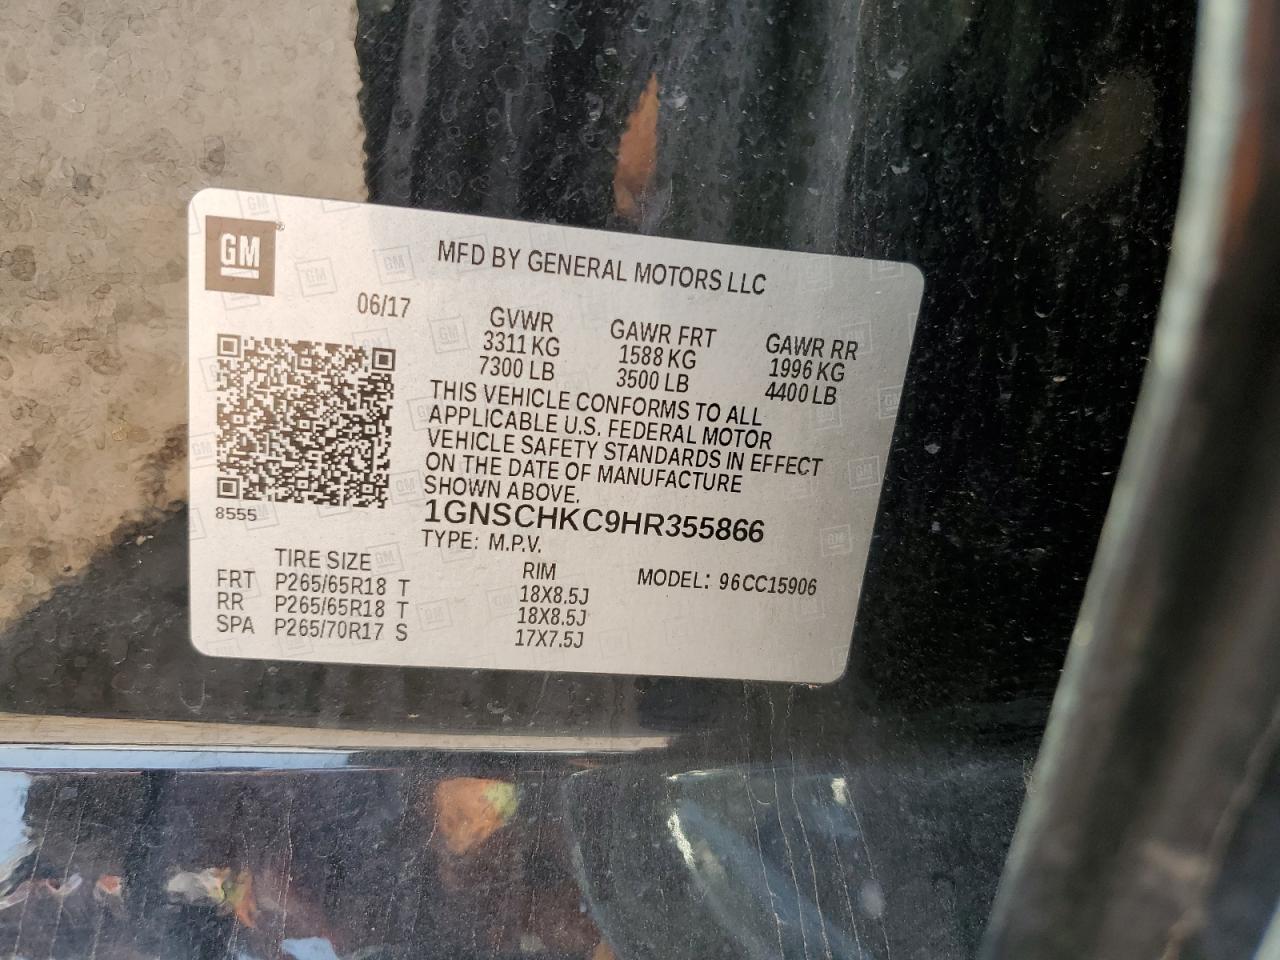 GM
MFD BY GENERAL MOTORS LLC
06/17
GVWR GAWR FRT GAWR RR
3311 KG 1588 KG 1996 KG
7300 LB 3500 LB 4400 LB
THIS VEHICLE CONFORMS TO ALL
APPLICABLE U.S. FEDERAL MOTOR
VEHICLE SAFETY STANDARDS IN EFFECT
ON THE DATE OF MANUFACTURE
SHOWN ABOVE.
8555
1GNSCHKC9HR355866
TYPE: M.P.V.
TIRE SIZE RIM MODEL: 96CC15906
FRT P265/65R18 T 18X8.5J
RR P265/65R18 T 18X8.5J
SPA P265/70R17 S 17X7.5J